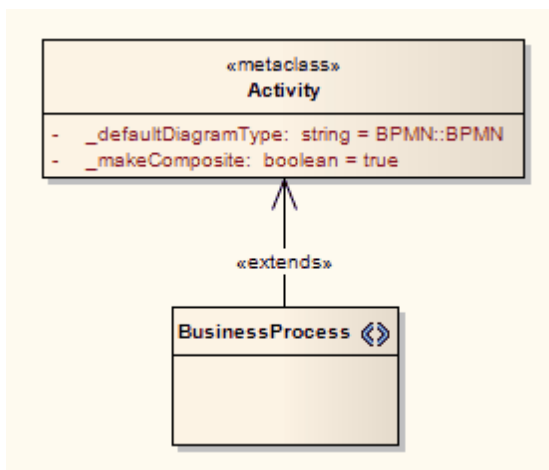 «metaclass»
Activity
- _defaultDiagramType: string = BPMN::BPMN
- _makeComposite: boolean = true
«extends»
BusinessProcess